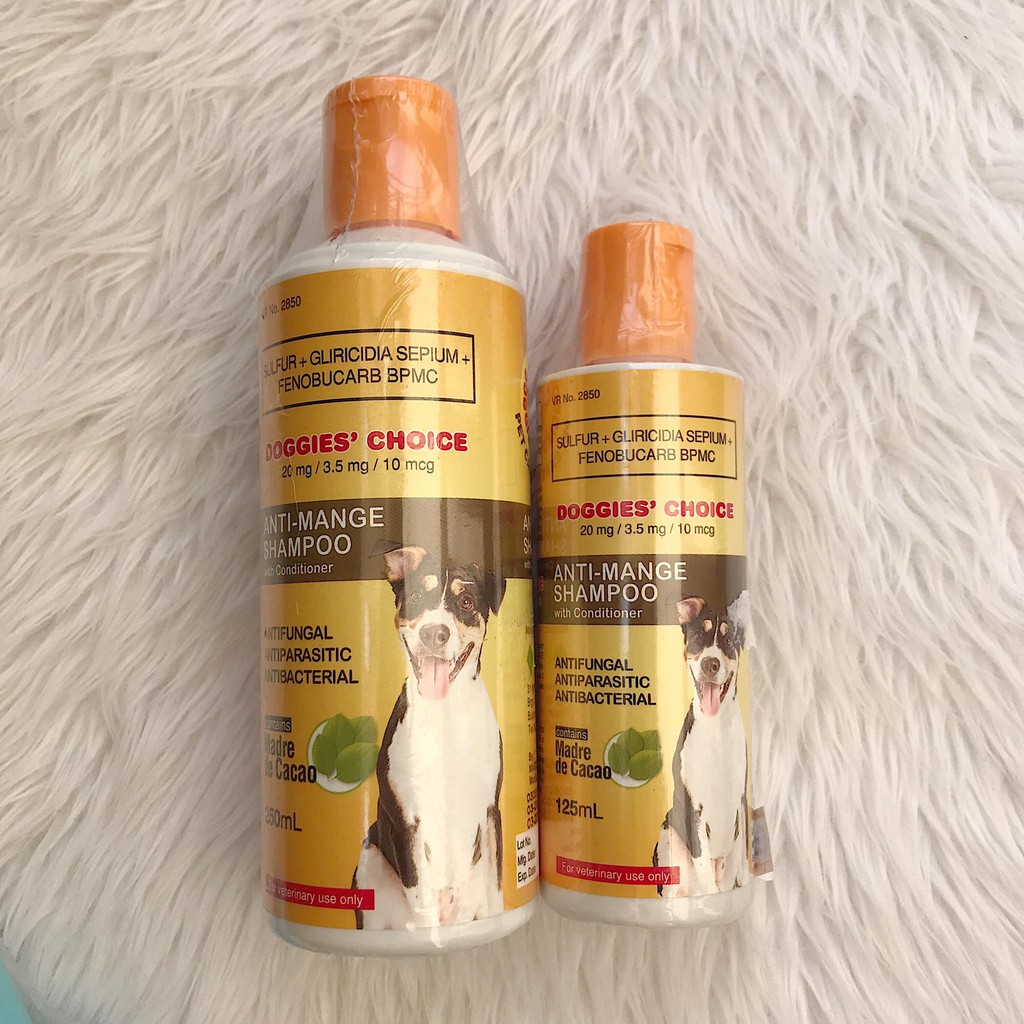 VR No. 2850
SULFUR + GLIRICIDIA SEPIUM +
FENOBUCARB BPMC
DOGGIES' CHOICE
20 mg / 3.5 mg / 10 mcg
ANTI-MANGE
SHAMPOO
with Conditioner
ANTIFUNGAL
ANTIPARASITIC
ANTIBACTERIAL
contains
Madre
de Cacao
250mL
For veterinary use only
Lot No.
Mfg. Date
Exp. Date
VR No. 2850
SULFUR + GLIRICIDIA SEPIUM +
FENOBUCARB BPMC
DOGGIES' CHOICE
20 mg / 3.5 mg / 10 mcg
ANTI-MANGE
SHAMPOO
with Conditioner
ANTIFUNGAL
ANTIPARASITIC
ANTIBACTERIAL
contains
Madre
de Cacao
125mL
For veterinary use only